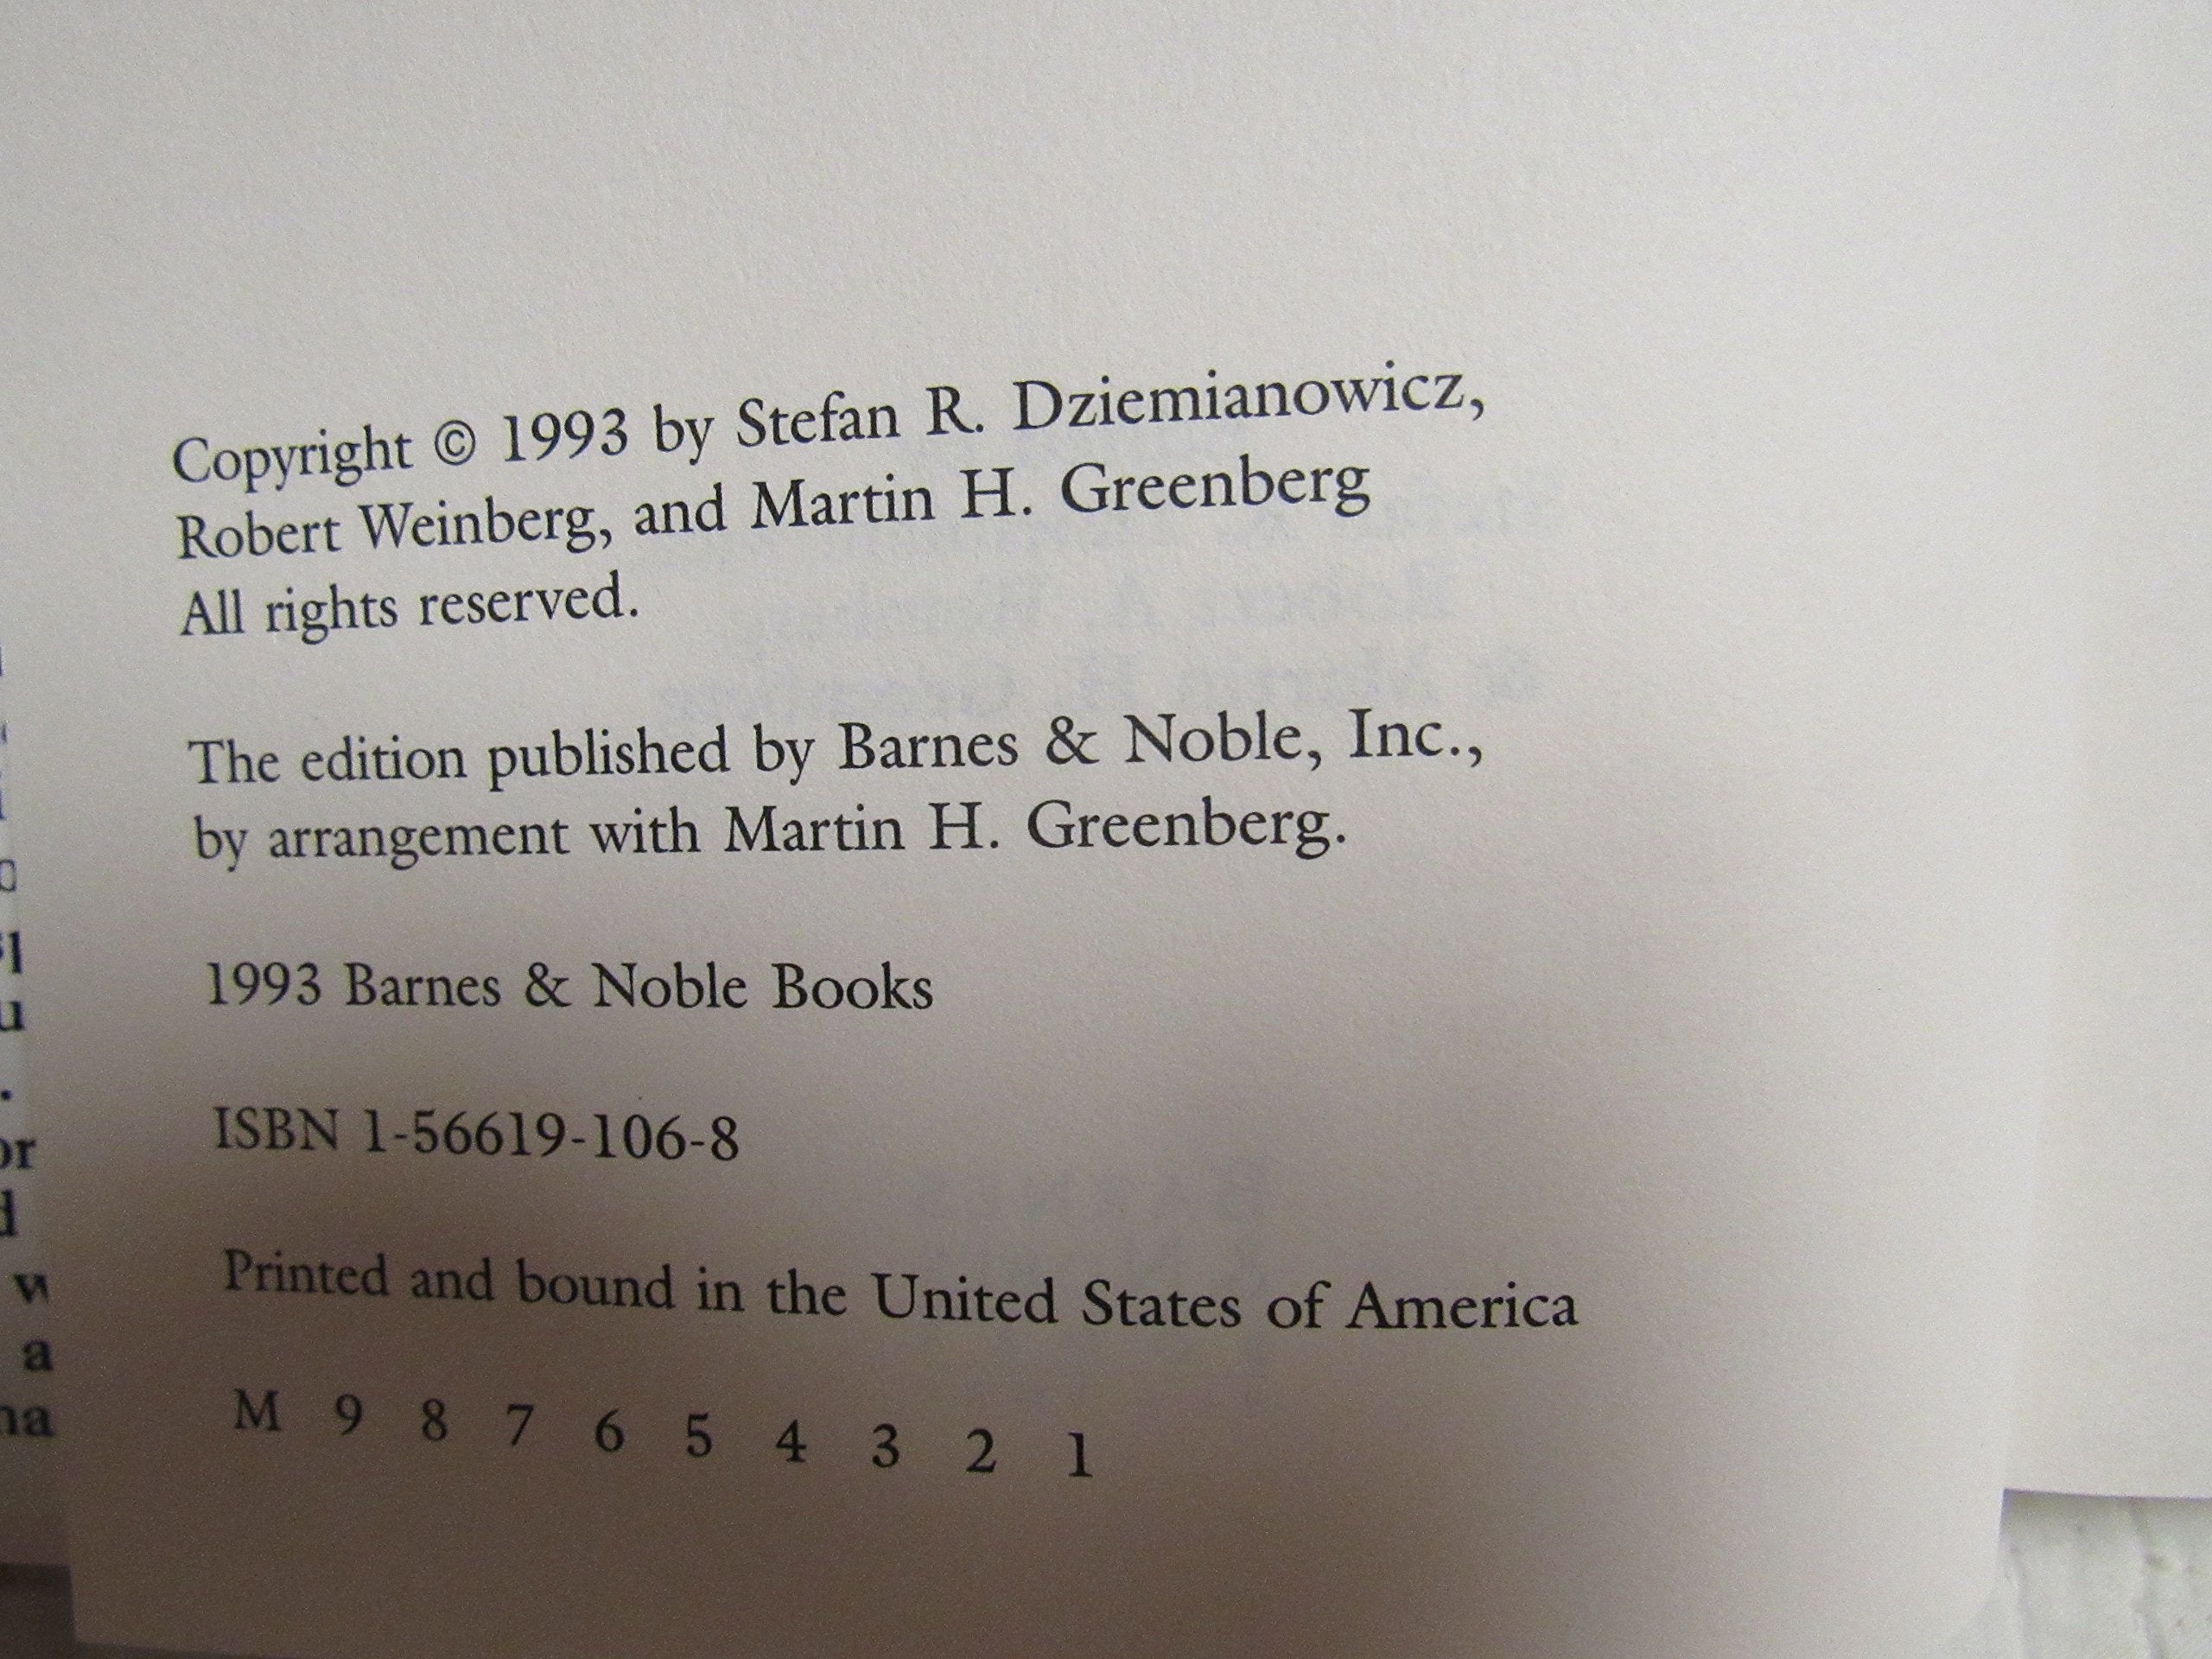 Copyright © 1993 by Stefan R. Dziemianowicz,
Robert Weinberg, and Martin H. Greenberg
All rights reserved.
The edition published by Barnes & Noble, Inc.,
by arrangement with Martin H. Greenberg.
1993 Barnes & Noble Books
ISBN 1-56619-106-8
Printed and bound in the United States of America
M 9 8 7 6 5 4 3 2 1